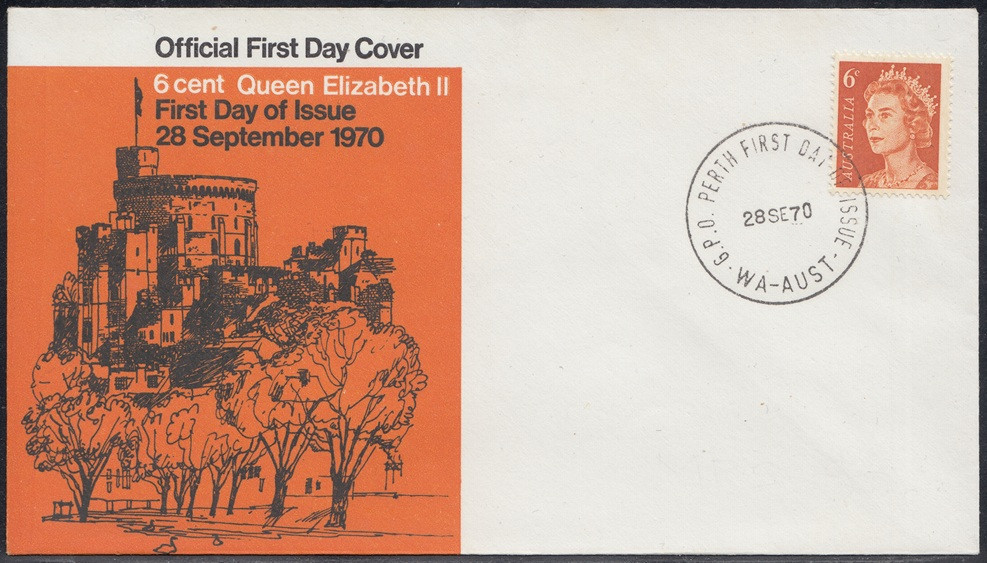 Official First Day Cover
6 cent Queen Elizabeth II
First Day of Issue
28 September 1970
6c
AUSTRALIA
G.P.O. PERTH FIRST DAY OF ISSUE
28SE70
· WA-AUST ·